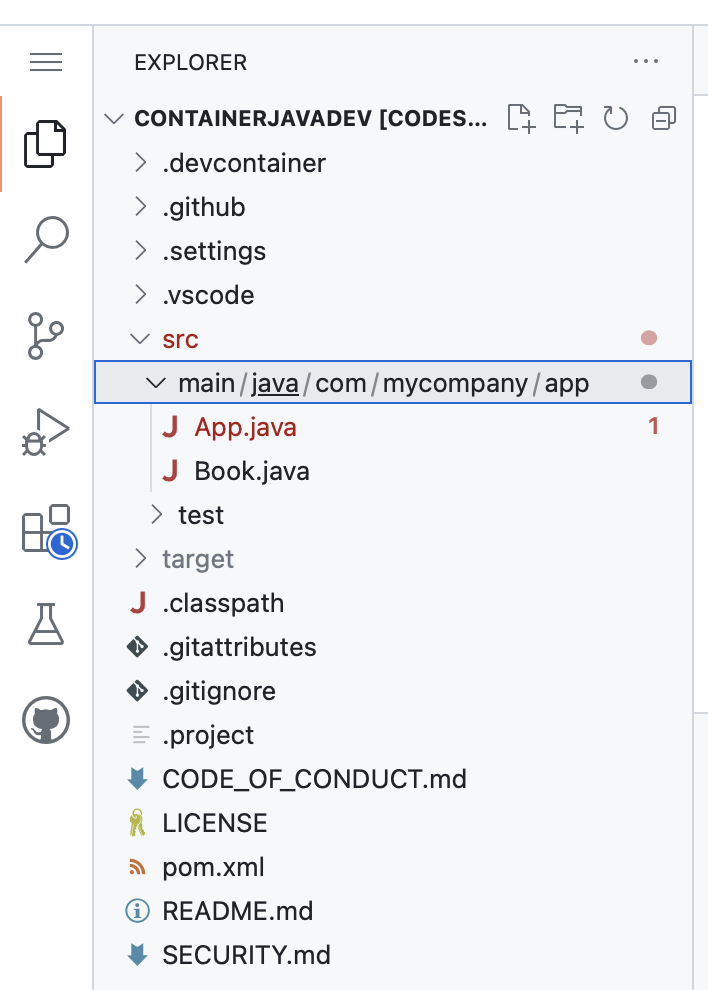 EXPLORER
CONTAINERJAVADEV [CODES...
.devcontainer
.github
.settings
.vscode
src
main/java/com/mycompany/app
App.java 1
Book.java
test
target
.classpath
.gitattributes
.gitignore
.project
CODE_OF_CONDUCT.md
LICENSE
pom.xml
README.md
SECURITY.md